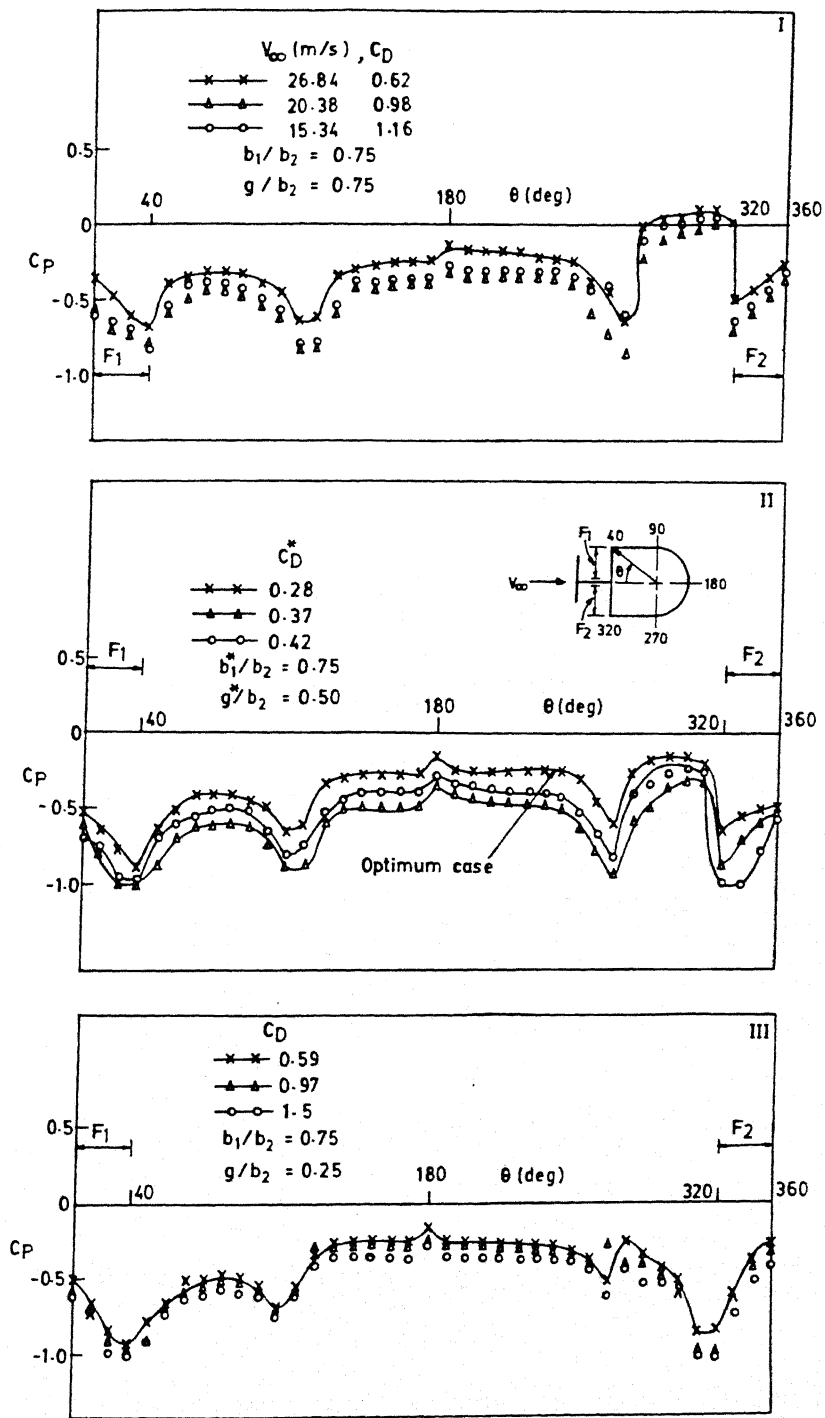 I
V∞ (m/s) , CD
×—× 26.84 0.62
▲—▲ 20.38 0.98
○—○ 15.34 1.16
b1/b2 = 0.75
g/b2 = 0.75
0.5
40 180 θ(deg) 320 360
0
CP
-0.5
F1 F2
-1.0
II
CD*
×—× 0.28
▲—▲ 0.37
○—○ 0.42
b1*/b2 = 0.75
g*/b2 = 0.50
F1 40 90
θ
V∞ 180
F2 320 270
0.5
F1 F2
40 180 θ(deg) 320 360
0
CP
-0.5
Optimum case
-1.0
III
CD
×—× 0.59
▲—▲ 0.97
○—○ 1.5
b1/b2 = 0.75
g/b2 = 0.25
0.5
F1 F2
40 180 θ(deg) 320 360
0
CP
-0.5
-1.0